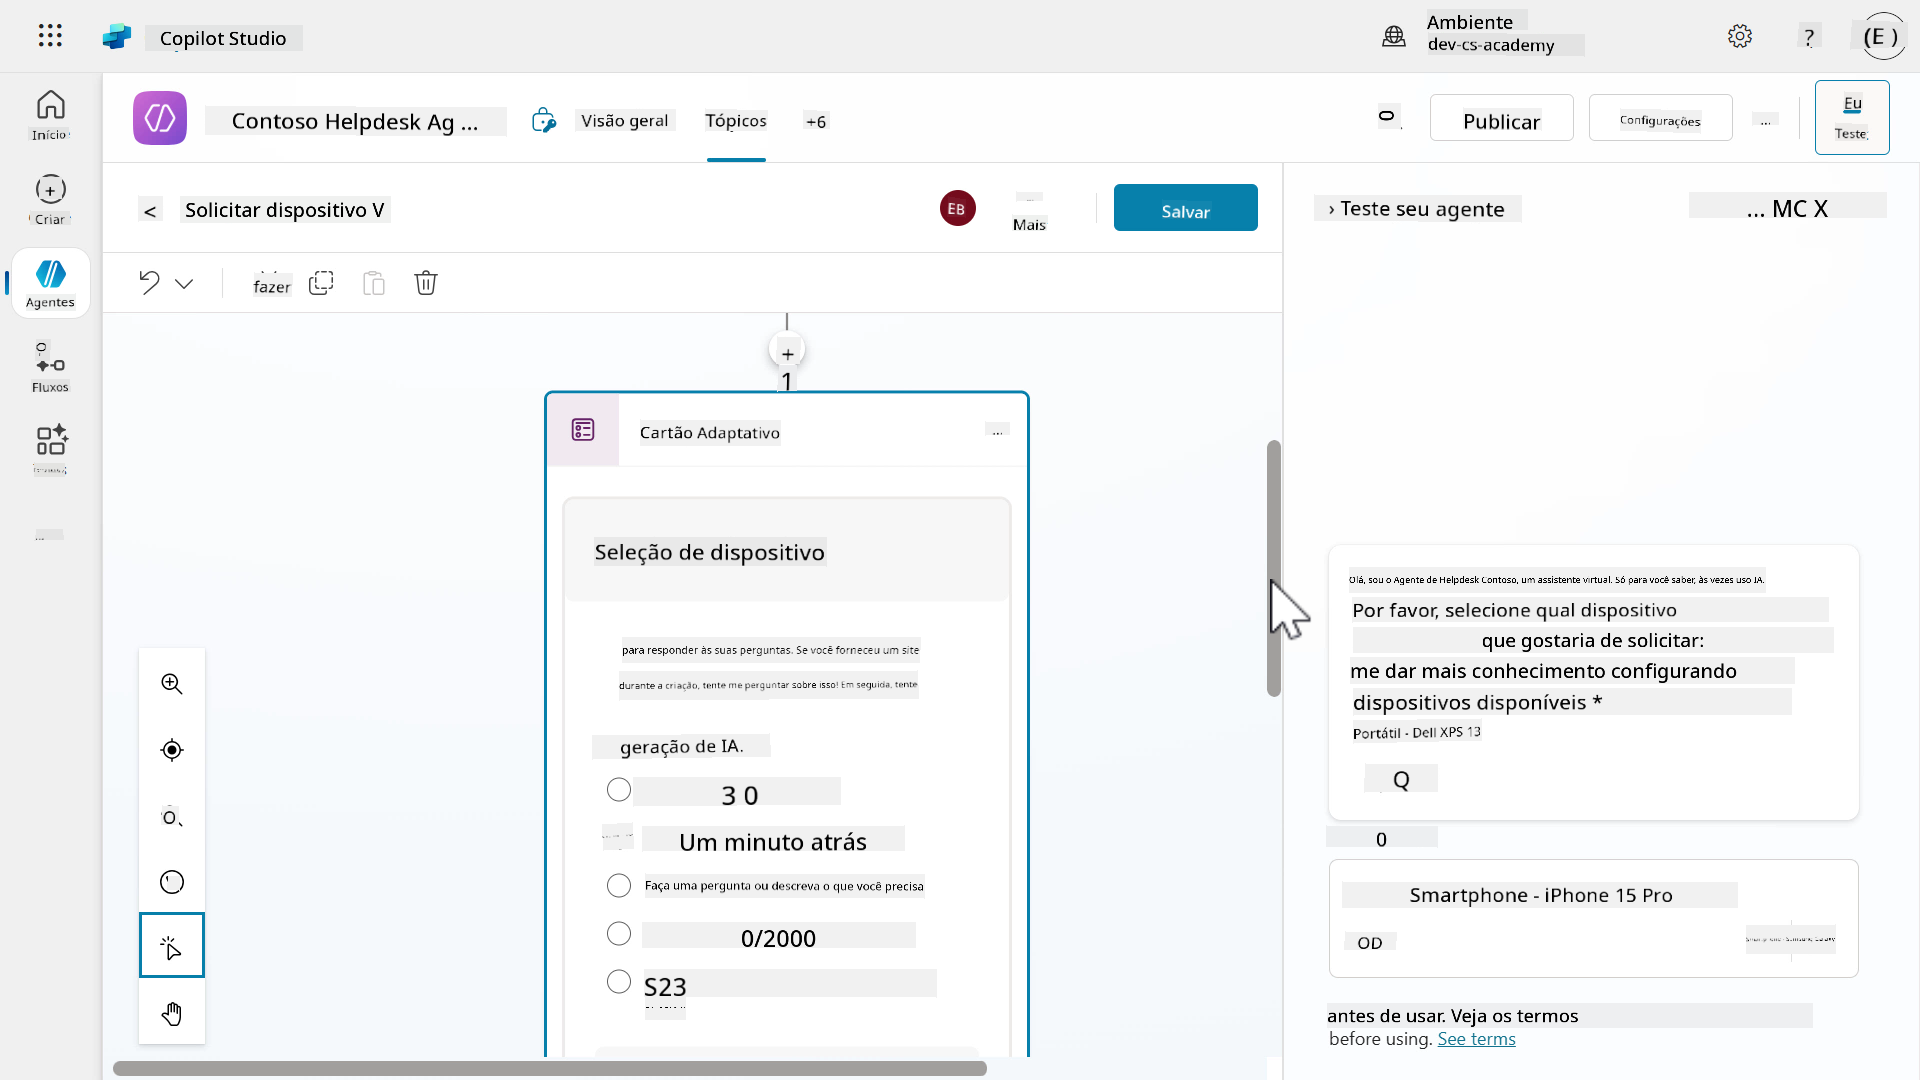 Copilot Studio
Ambiente
dev-cs-academy
?
(E )
Início
Criar
Agentes
Fluxos
Contoso Helpdesk Ag ...
Visão geral
Tópicos
+6
Publicar
Configurações
...
Eu
Teste
<
Solicitar dispositivo V
EB
Mais
Salvar
fazer
+
1
Cartão Adaptativo
...
Seleção de dispositivo
para responder às suas perguntas. Se você forneceu um site
durante a criação, tente me perguntar sobre isso! Em seguida, tente
geração de IA.
3 0
Um minuto atrás
Faça uma pergunta ou descreva o que você precisa
0/2000
S23
› Teste seu agente
... MC X
Olá, sou o Agente de Helpdesk Contoso, um assistente virtual. Só para você saber, às vezes uso IA.
Por favor, selecione qual dispositivo
que gostaria de solicitar:
me dar mais conhecimento configurando
dispositivos disponíveis *
Portátil - Dell XPS 13
Q
0
Smartphone - iPhone 15 Pro
OD
Smartphone - Samsung Galaxy
antes de usar. Veja os termos
before using. See terms